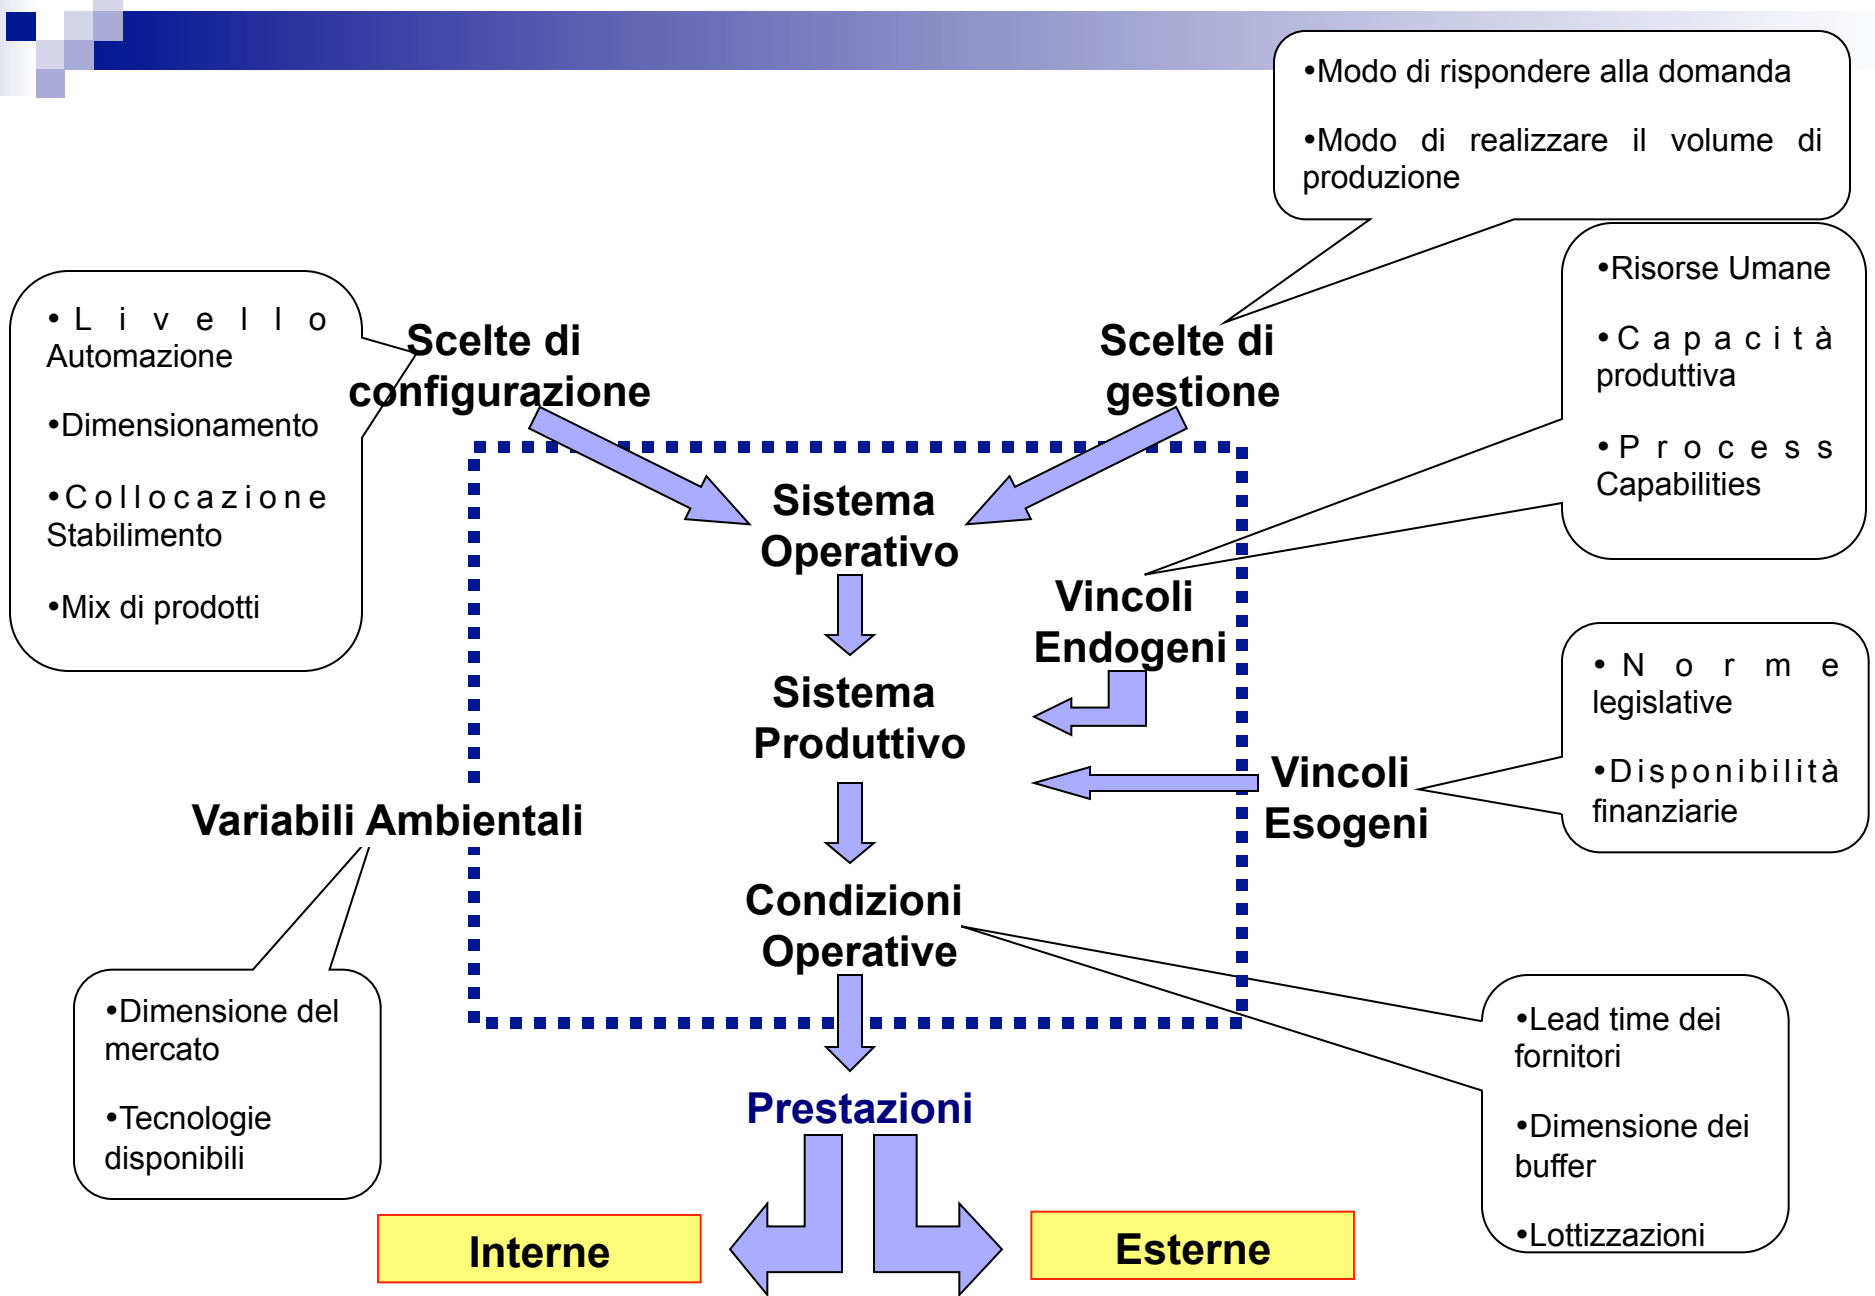 •Modo di rispondere alla domanda
•Modo di realizzare il volume di
produzione
•Livello
Automazione
•Dimensionamento
•Collocazione
Stabilimento
•Mix di prodotti
Scelte di
configurazione
Scelte di
gestione
•Risorse Umane
•Capacità
produttiva
•Process
Capabilities
Sistema
Operativo
Vincoli
Endogeni
Sistema
Produttivo
•Norme
legislative
•Disponibilità
finanziarie
Vincoli
Esogeni
Variabili Ambientali
Condizioni
Operative
•Dimensione del
mercato
•Tecnologie
disponibili
•Lead time dei
fornitori
•Dimensione dei
buffer
•Lottizzazioni
Prestazioni
Interne
Esterne